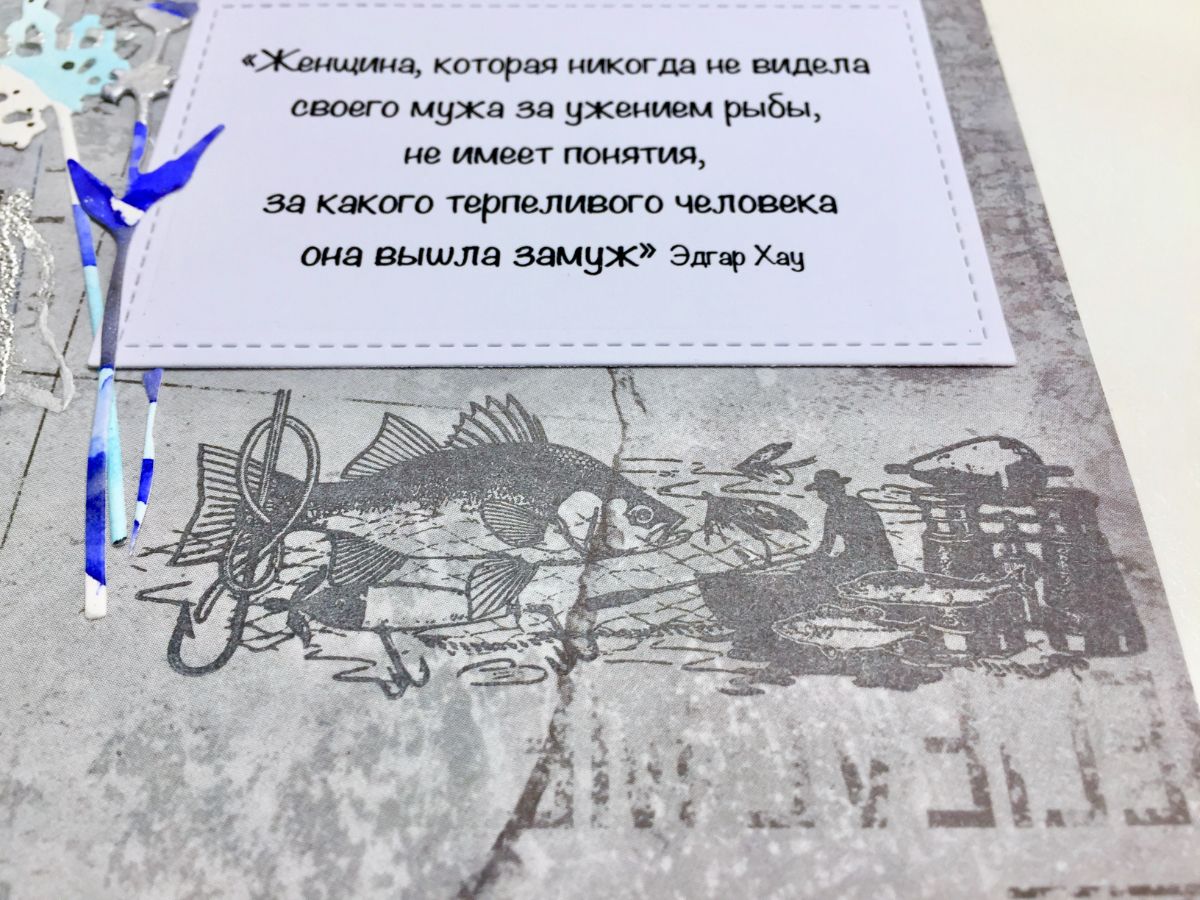 «Женщина, которая никогда не видела
своего мужа за ужением рыбы,
не имеет понятия,
за какого терпеливого человека
она вышла замуж» Эдгар Хау